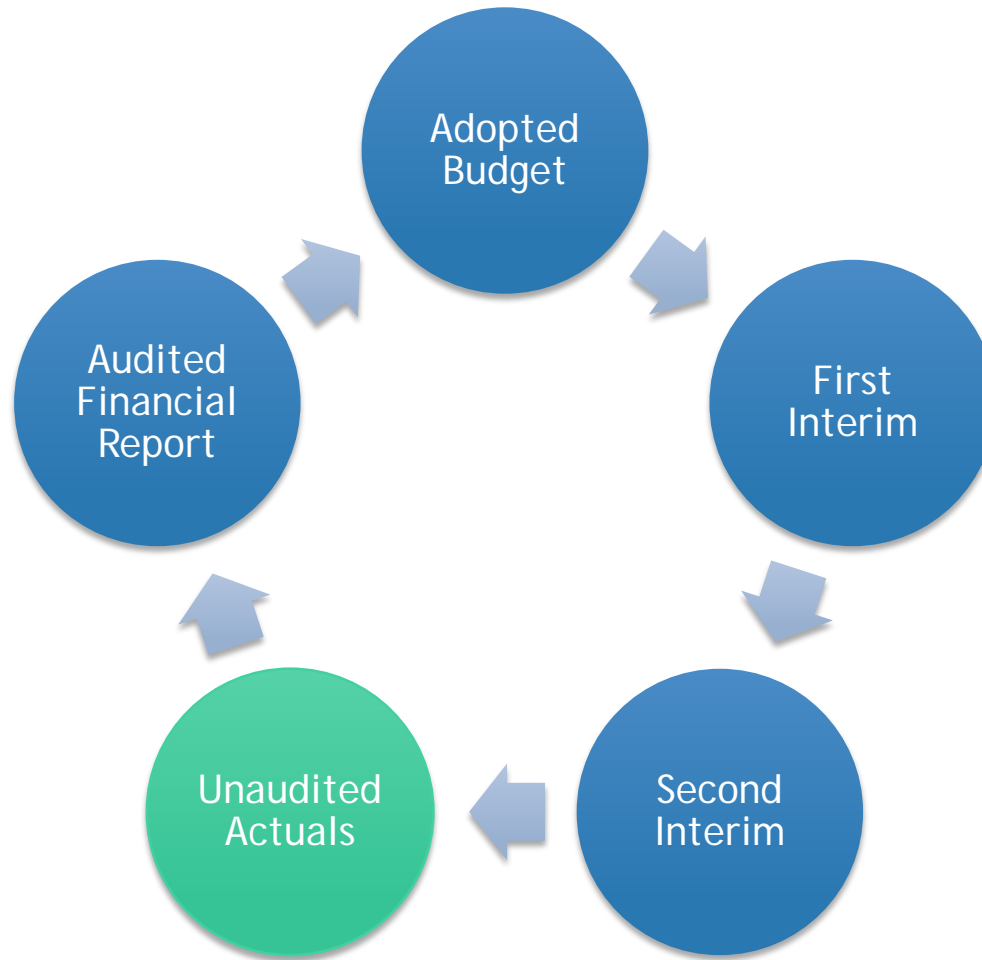 Adopted
Budget
First
Interim
Second
Interim
Unaudited
Actuals
Audited
Financial
Report